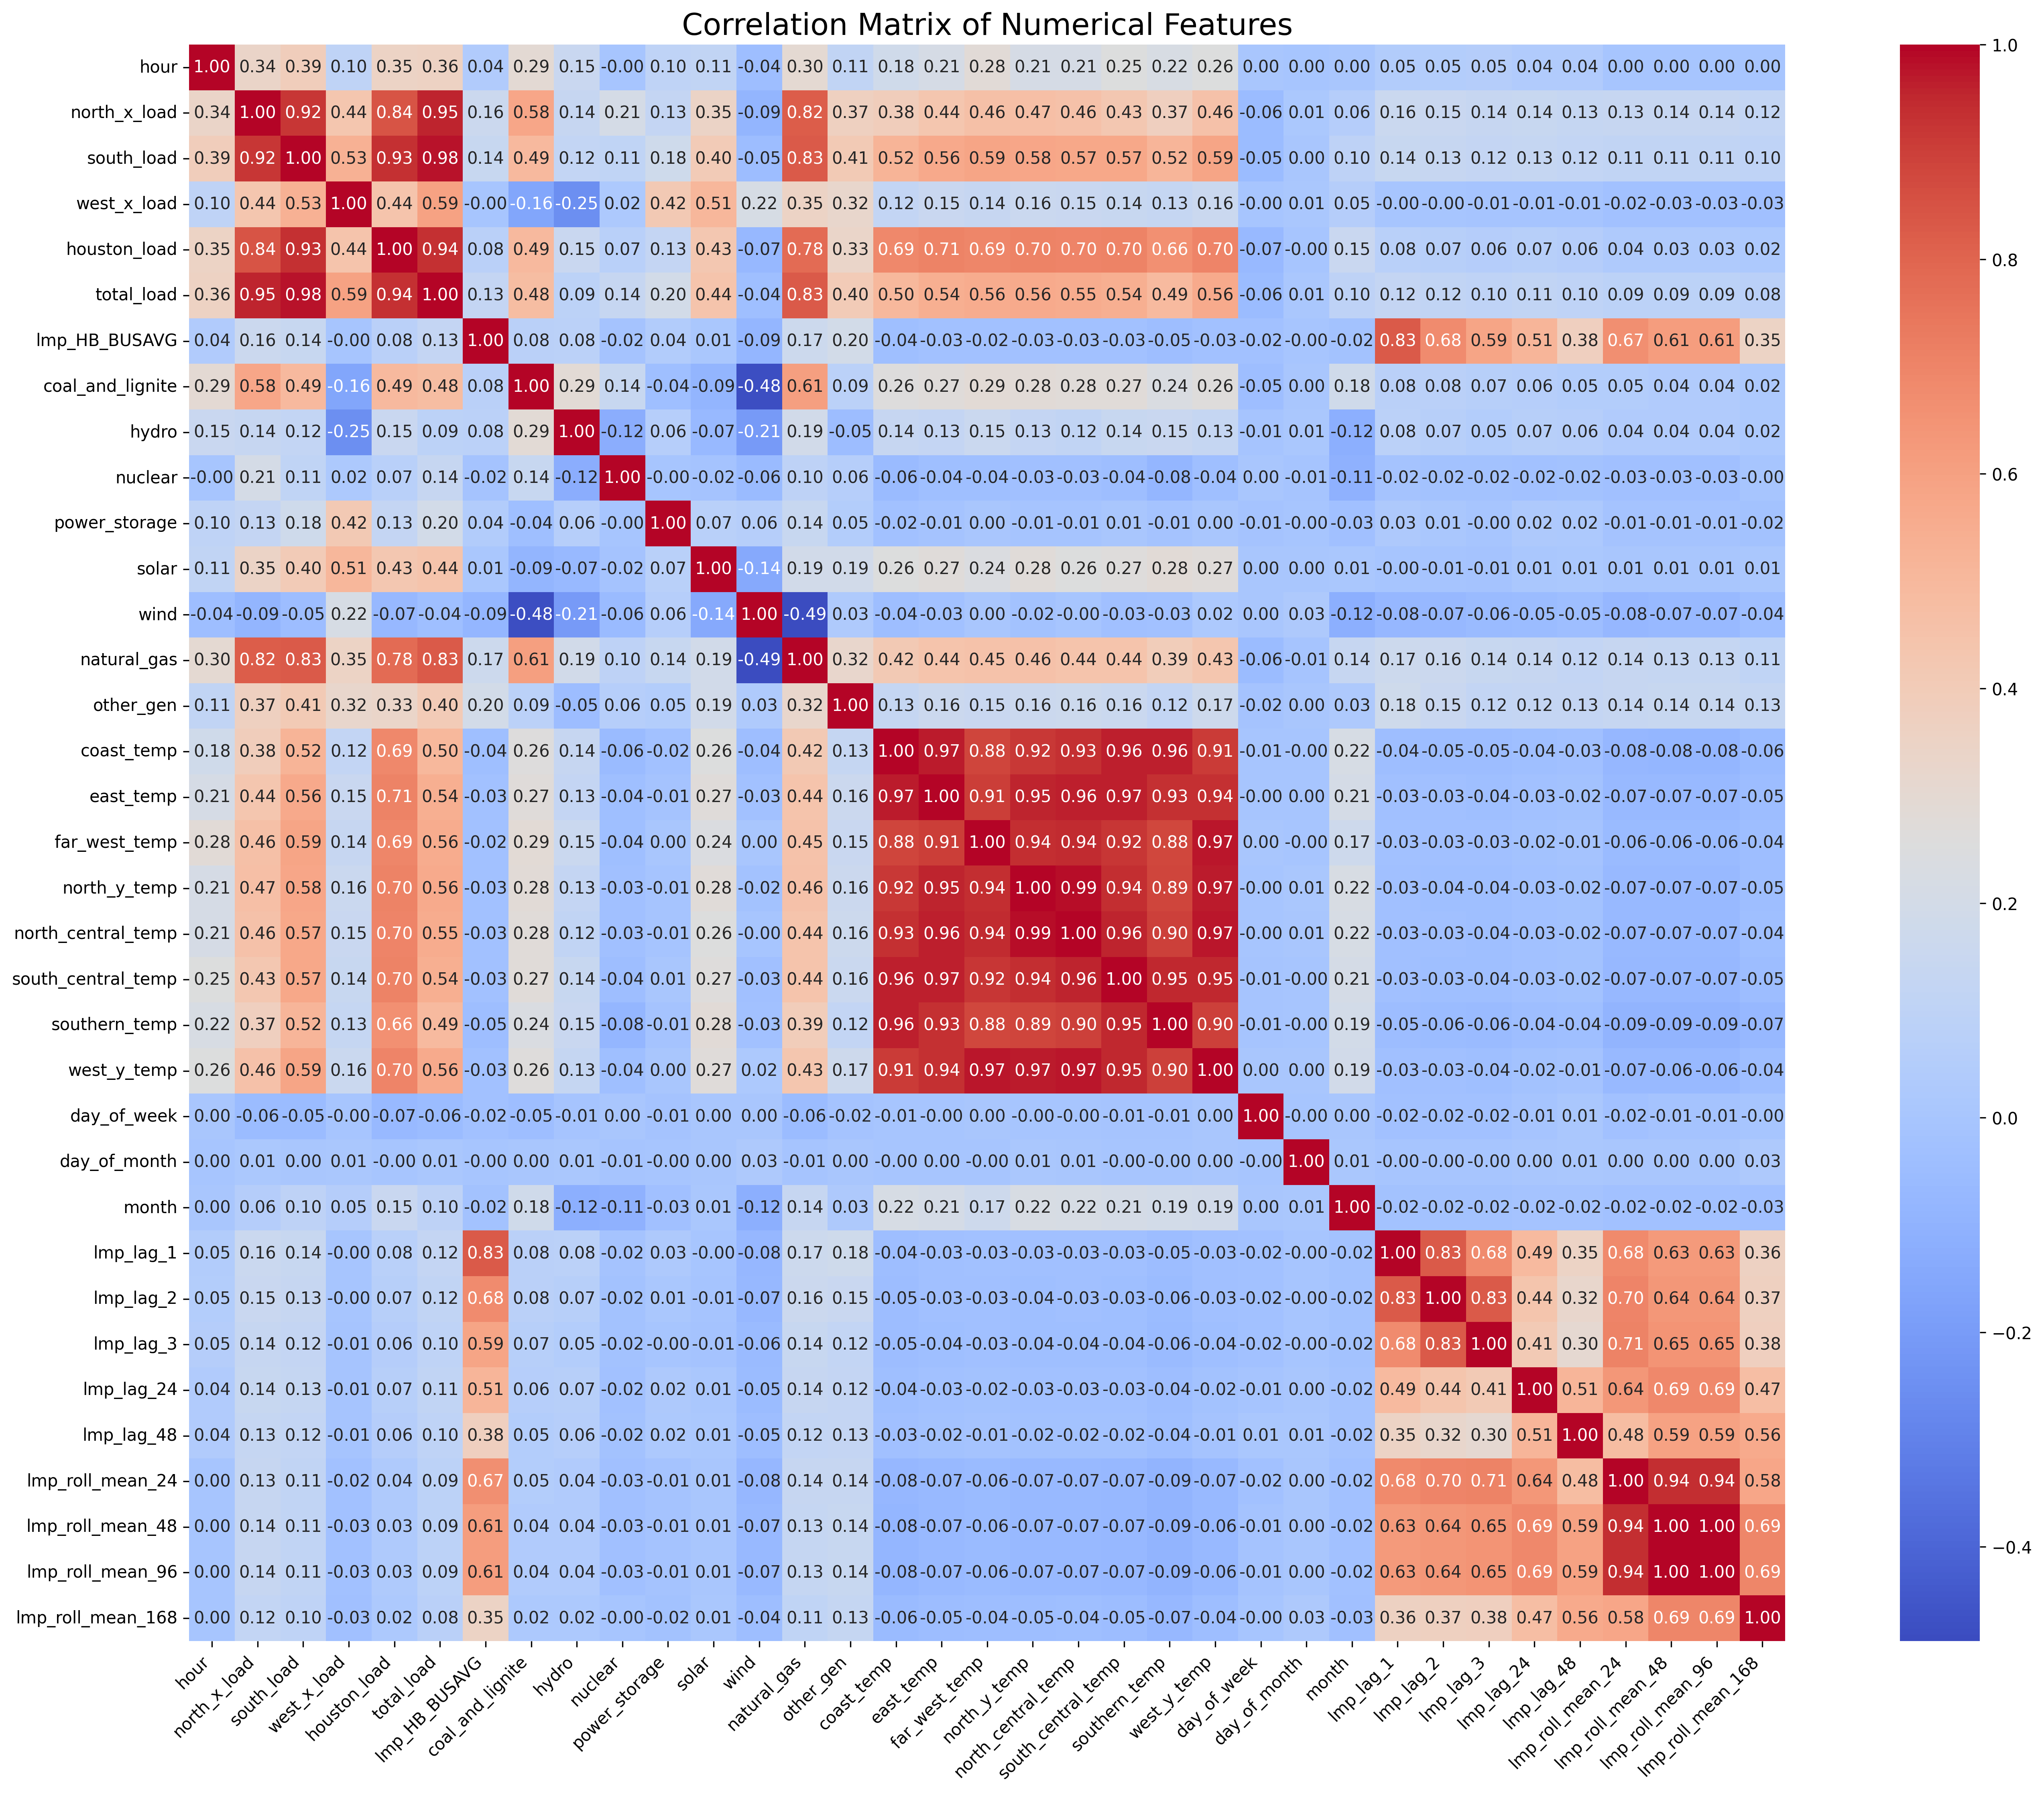 Correlation Matrix of Numerical Features
hour 1.00 0.34 0.39 0.10 0.35 0.36 0.04 0.29 0.15 -0.00 0.10 0.11 -0.04 0.30 0.11 0.18 0.21 0.28 0.21 0.21 0.25 0.22 0.26 0.00 0.00 0.00 0.05 0.05 0.05 0.04 0.04 0.00 0.00 0.00 0.00
north_x_load 0.34 1.00 0.92 0.44 0.84 0.95 0.16 0.58 0.14 0.21 0.13 0.35 -0.09 0.82 0.37 0.38 0.44 0.46 0.47 0.46 0.43 0.37 0.46 -0.06 0.01 0.06 0.16 0.15 0.14 0.14 0.13 0.13 0.14 0.14 0.12
south_load 0.39 0.92 1.00 0.53 0.93 0.98 0.14 0.49 0.12 0.11 0.18 0.40 -0.05 0.83 0.41 0.52 0.56 0.59 0.58 0.57 0.57 0.52 0.59 -0.05 0.00 0.10 0.14 0.13 0.12 0.13 0.12 0.11 0.11 0.11 0.10
west_x_load 0.10 0.44 0.53 1.00 0.44 0.59 -0.00 -0.16 -0.25 0.02 0.42 0.51 0.22 0.35 0.32 0.12 0.15 0.14 0.16 0.15 0.14 0.13 0.16 -0.00 0.01 0.05 -0.00 -0.00 -0.01 -0.01 -0.01 -0.02 -0.03 -0.03 -0.03
houston_load 0.35 0.84 0.93 0.44 1.00 0.94 0.08 0.49 0.15 0.07 0.13 0.43 -0.07 0.78 0.33 0.69 0.71 0.69 0.70 0.70 0.70 0.66 0.70 -0.07 -0.00 0.15 0.08 0.07 0.06 0.07 0.06 0.04 0.03 0.03 0.02
total_load 0.36 0.95 0.98 0.59 0.94 1.00 0.13 0.48 0.09 0.14 0.20 0.44 -0.04 0.83 0.40 0.50 0.54 0.56 0.56 0.55 0.54 0.49 0.56 -0.06 0.01 0.10 0.12 0.12 0.10 0.11 0.10 0.09 0.09 0.09 0.08
lmp_HB_BUSAVG 0.04 0.16 0.14 -0.00 0.08 0.13 1.00 0.08 0.08 -0.02 0.04 0.01 -0.09 0.17 0.20 -0.04 -0.03 -0.02 -0.03 -0.03 -0.03 -0.05 -0.03 -0.02 -0.00 -0.02 0.83 0.68 0.59 0.51 0.38 0.67 0.61 0.61 0.35
coal_and_lignite 0.29 0.58 0.49 -0.16 0.49 0.48 0.08 1.00 0.29 0.14 -0.04 -0.09 -0.48 0.61 0.09 0.26 0.27 0.29 0.28 0.28 0.27 0.24 0.26 -0.05 0.00 0.18 0.08 0.08 0.07 0.06 0.05 0.05 0.04 0.04 0.02
hydro 0.15 0.14 0.12 -0.25 0.15 0.09 0.08 0.29 1.00 -0.12 0.06 -0.07 -0.21 0.19 -0.05 0.14 0.13 0.15 0.13 0.12 0.14 0.15 0.13 -0.01 0.01 -0.12 0.08 0.07 0.05 0.07 0.06 0.04 0.04 0.04 0.02
nuclear -0.00 0.21 0.11 0.02 0.07 0.14 -0.02 0.14 -0.12 1.00 -0.00 -0.02 -0.06 0.10 0.06 -0.06 -0.04 -0.04 -0.03 -0.03 -0.04 -0.08 -0.04 0.00 -0.01 -0.11 -0.02 -0.02 -0.02 -0.02 -0.02 -0.03 -0.03 -0.03 -0.00
power_storage 0.10 0.13 0.18 0.42 0.13 0.20 0.04 -0.04 0.06 -0.00 1.00 0.07 0.06 0.14 0.05 -0.02 -0.01 0.00 -0.01 -0.01 0.01 -0.01 0.00 -0.01 -0.00 -0.03 0.03 0.01 -0.00 0.02 0.02 -0.01 -0.01 -0.01 -0.02
solar 0.11 0.35 0.40 0.51 0.43 0.44 0.01 -0.09 -0.07 -0.02 0.07 1.00 -0.14 0.19 0.19 0.26 0.27 0.24 0.28 0.26 0.27 0.28 0.27 0.00 0.00 0.01 -0.00 -0.01 -0.01 0.01 0.01 0.01 0.01 0.01 0.01
wind -0.04 -0.09 -0.05 0.22 -0.07 -0.04 -0.09 -0.48 -0.21 -0.06 0.06 -0.14 1.00 -0.49 0.03 -0.04 -0.03 0.00 -0.02 -0.00 -0.03 -0.03 0.02 0.00 0.03 -0.12 -0.08 -0.07 -0.06 -0.05 -0.05 -0.08 -0.07 -0.07 -0.04
natural_gas 0.30 0.82 0.83 0.35 0.78 0.83 0.17 0.61 0.19 0.10 0.14 0.19 -0.49 1.00 0.32 0.42 0.44 0.45 0.46 0.44 0.44 0.39 0.43 -0.06 -0.01 0.14 0.17 0.16 0.14 0.14 0.12 0.14 0.13 0.13 0.11
other_gen 0.11 0.37 0.41 0.32 0.33 0.40 0.20 0.09 -0.05 0.06 0.05 0.19 0.03 0.32 1.00 0.13 0.16 0.15 0.16 0.16 0.16 0.12 0.17 -0.02 0.00 0.03 0.18 0.15 0.12 0.12 0.13 0.14 0.14 0.14 0.13
coast_temp 0.18 0.38 0.52 0.12 0.69 0.50 -0.04 0.26 0.14 -0.06 -0.02 0.26 -0.04 0.42 0.13 1.00 0.97 0.88 0.92 0.93 0.96 0.96 0.91 -0.01 -0.00 0.22 -0.04 -0.05 -0.05 -0.04 -0.03 -0.08 -0.08 -0.08 -0.06
east_temp 0.21 0.44 0.56 0.15 0.71 0.54 -0.03 0.27 0.13 -0.04 -0.01 0.27 -0.03 0.44 0.16 0.97 1.00 0.91 0.95 0.96 0.97 0.93 0.94 -0.00 0.00 0.21 -0.03 -0.03 -0.04 -0.03 -0.02 -0.07 -0.07 -0.07 -0.05
far_west_temp 0.28 0.46 0.59 0.14 0.69 0.56 -0.02 0.29 0.15 -0.04 0.00 0.24 0.00 0.45 0.15 0.88 0.91 1.00 0.94 0.94 0.92 0.88 0.97 0.00 -0.00 0.17 -0.03 -0.03 -0.03 -0.02 -0.01 -0.06 -0.06 -0.06 -0.04
north_y_temp 0.21 0.47 0.58 0.16 0.70 0.56 -0.03 0.28 0.13 -0.03 -0.01 0.28 -0.02 0.46 0.16 0.92 0.95 0.94 1.00 0.99 0.94 0.89 0.97 -0.00 0.01 0.22 -0.03 -0.04 -0.04 -0.03 -0.02 -0.07 -0.07 -0.07 -0.05
north_central_temp 0.21 0.46 0.57 0.15 0.70 0.55 -0.03 0.28 0.12 -0.03 -0.01 0.26 -0.00 0.44 0.16 0.93 0.96 0.94 0.99 1.00 0.96 0.90 0.97 -0.00 0.01 0.22 -0.03 -0.03 -0.04 -0.03 -0.02 -0.07 -0.07 -0.07 -0.04
south_central_temp 0.25 0.43 0.57 0.14 0.70 0.54 -0.03 0.27 0.14 -0.04 0.01 0.27 -0.03 0.44 0.16 0.96 0.97 0.92 0.94 0.96 1.00 0.95 0.95 -0.01 -0.00 0.21 -0.03 -0.03 -0.04 -0.03 -0.02 -0.07 -0.07 -0.07 -0.05
southern_temp 0.22 0.37 0.52 0.13 0.66 0.49 -0.05 0.24 0.15 -0.08 -0.01 0.28 -0.03 0.39 0.12 0.96 0.93 0.88 0.89 0.90 0.95 1.00 0.90 -0.01 -0.00 0.19 -0.05 -0.06 -0.06 -0.04 -0.04 -0.09 -0.09 -0.09 -0.07
west_y_temp 0.26 0.46 0.59 0.16 0.70 0.56 -0.03 0.26 0.13 -0.04 0.00 0.27 0.02 0.43 0.17 0.91 0.94 0.97 0.97 0.97 0.95 0.90 1.00 0.00 0.00 0.19 -0.03 -0.03 -0.04 -0.02 -0.01 -0.07 -0.06 -0.06 -0.04
day_of_week 0.00 -0.06 -0.05 -0.00 -0.07 -0.06 -0.02 -0.05 -0.01 0.00 -0.01 0.00 0.00 -0.06 -0.02 -0.01 -0.00 0.00 -0.00 -0.00 -0.01 -0.01 0.00 1.00 -0.00 0.00 -0.02 -0.02 -0.02 -0.01 0.01 -0.02 -0.01 -0.01 -0.00
day_of_month 0.00 0.01 0.00 0.01 -0.00 0.01 -0.00 0.00 0.01 -0.01 -0.00 0.00 0.03 -0.01 0.00 -0.00 0.00 -0.00 0.01 0.01 -0.00 -0.00 0.00 -0.00 1.00 0.01 -0.00 -0.00 -0.00 0.00 0.01 0.00 0.00 0.00 0.03
month 0.00 0.06 0.10 0.05 0.15 0.10 -0.02 0.18 -0.12 -0.11 -0.03 0.01 -0.12 0.14 0.03 0.22 0.21 0.17 0.22 0.22 0.21 0.19 0.19 0.00 0.01 1.00 -0.02 -0.02 -0.02 -0.02 -0.02 -0.02 -0.02 -0.02 -0.03
lmp_lag_1 0.05 0.16 0.14 -0.00 0.08 0.12 0.83 0.08 0.08 -0.02 0.03 -0.00 -0.08 0.17 0.18 -0.04 -0.03 -0.03 -0.03 -0.03 -0.03 -0.05 -0.03 -0.02 -0.00 -0.02 1.00 0.83 0.68 0.49 0.35 0.68 0.63 0.63 0.36
lmp_lag_2 0.05 0.15 0.13 -0.00 0.07 0.12 0.68 0.08 0.07 -0.02 0.01 -0.01 -0.07 0.16 0.15 -0.05 -0.03 -0.03 -0.04 -0.03 -0.03 -0.06 -0.03 -0.02 -0.00 -0.02 0.83 1.00 0.83 0.44 0.32 0.70 0.64 0.64 0.37
lmp_lag_3 0.05 0.14 0.12 -0.01 0.06 0.10 0.59 0.07 0.05 -0.02 -0.00 -0.01 -0.06 0.14 0.12 -0.05 -0.04 -0.03 -0.04 -0.04 -0.04 -0.06 -0.04 -0.02 -0.00 -0.02 0.68 0.83 1.00 0.41 0.30 0.71 0.65 0.65 0.38
lmp_lag_24 0.04 0.14 0.13 -0.01 0.07 0.11 0.51 0.06 0.07 -0.02 0.02 0.01 -0.05 0.14 0.12 -0.04 -0.03 -0.02 -0.03 -0.03 -0.03 -0.04 -0.02 -0.01 0.00 -0.02 0.49 0.44 0.41 1.00 0.51 0.64 0.69 0.69 0.47
lmp_lag_48 0.04 0.13 0.12 -0.01 0.06 0.10 0.38 0.05 0.06 -0.02 0.02 0.01 -0.05 0.12 0.13 -0.03 -0.02 -0.01 -0.02 -0.02 -0.02 -0.04 -0.01 0.01 0.01 -0.02 0.35 0.32 0.30 0.51 1.00 0.48 0.59 0.59 0.56
lmp_roll_mean_24 0.00 0.13 0.11 -0.02 0.04 0.09 0.67 0.05 0.04 -0.03 -0.01 0.01 -0.08 0.14 0.14 -0.08 -0.07 -0.06 -0.07 -0.07 -0.07 -0.09 -0.07 -0.02 0.00 -0.02 0.68 0.70 0.71 0.64 0.48 1.00 0.94 0.94 0.58
lmp_roll_mean_48 0.00 0.14 0.11 -0.03 0.03 0.09 0.61 0.04 0.04 -0.03 -0.01 0.01 -0.07 0.13 0.14 -0.08 -0.07 -0.06 -0.07 -0.07 -0.07 -0.09 -0.06 -0.01 0.00 -0.02 0.63 0.64 0.65 0.69 0.59 0.94 1.00 1.00 0.69
lmp_roll_mean_96 0.00 0.14 0.11 -0.03 0.03 0.09 0.61 0.04 0.04 -0.03 -0.01 0.01 -0.07 0.13 0.14 -0.08 -0.07 -0.06 -0.07 -0.07 -0.07 -0.09 -0.06 -0.01 0.00 -0.02 0.63 0.64 0.65 0.69 0.59 0.94 1.00 1.00 0.69
lmp_roll_mean_168 0.00 0.12 0.10 -0.03 0.02 0.08 0.35 0.02 0.02 -0.00 -0.02 0.01 -0.04 0.11 0.13 -0.06 -0.05 -0.04 -0.05 -0.04 -0.05 -0.07 -0.04 -0.00 0.03 -0.03 0.36 0.37 0.38 0.47 0.56 0.58 0.69 0.69 1.00
hour north_x_load south_load west_x_load houston_load total_load lmp_HB_BUSAVG coal_and_lignite hydro nuclear power_storage solar wind natural_gas other_gen coast_temp east_temp far_west_temp north_y_temp north_central_temp south_central_temp southern_temp west_y_temp day_of_week day_of_month month lmp_lag_1 lmp_lag_2 lmp_lag_3 lmp_lag_24 lmp_lag_48 lmp_roll_mean_24 lmp_roll_mean_48 lmp_roll_mean_96 lmp_roll_mean_168
1.0
0.8
0.6
0.4
0.2
0.0
−0.2
−0.4